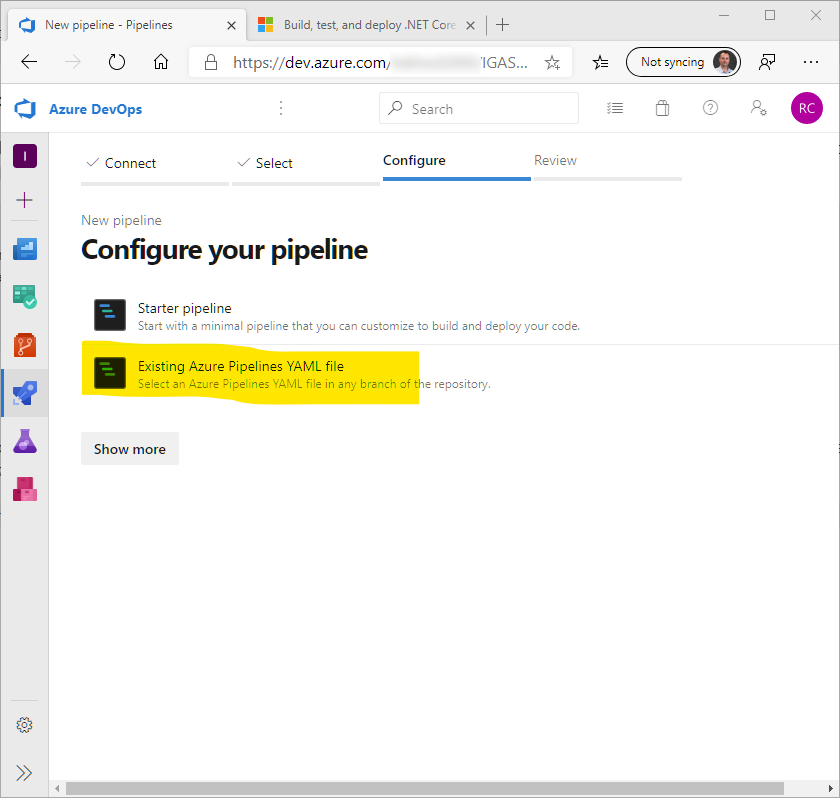 New pipeline - Pipelines
Build, test, and deploy .NET Core
https://dev.azure.com/
/IGAS...
Not syncing
Azure DevOps
Search
RC
I
Connect
Select
Configure
Review
New pipeline
Configure your pipeline
Starter pipeline
Start with a minimal pipeline that you can customize to build and deploy your code.
Existing Azure Pipelines YAML file
Select an Azure Pipelines YAML file in any branch of the repository.
Show more